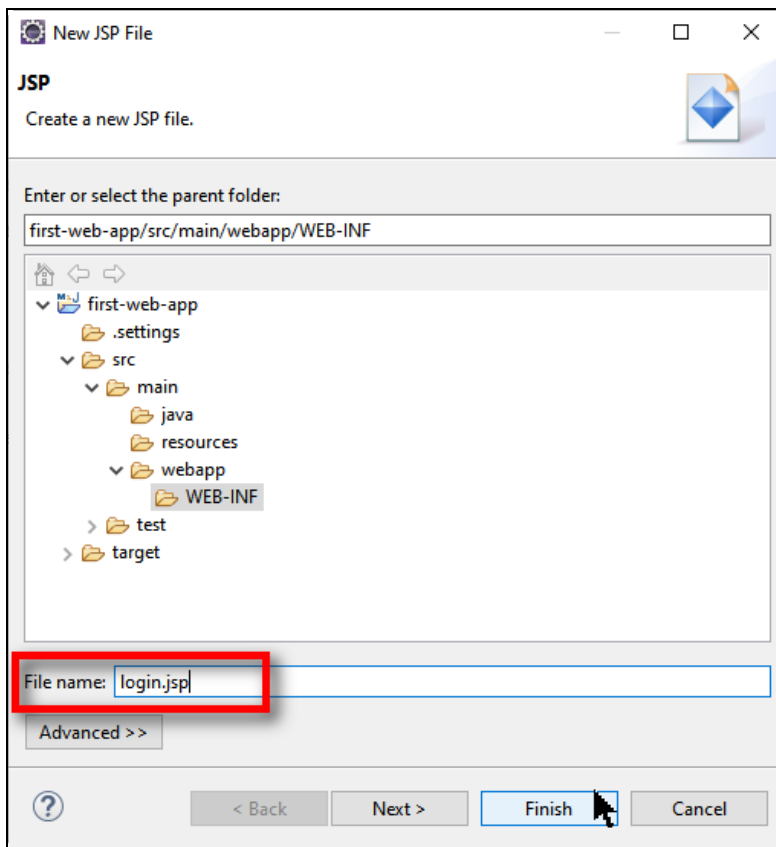 New JSP File
JSP
Create a new JSP file.
Enter or select the parent folder:
first-web-app/src/main/webapp/WEB-INF
first-web-app
.settings
src
main
java
resources
webapp
WEB-INF
test
target
File name: login.jsp
Advanced >>
? < Back Next > Finish Cancel